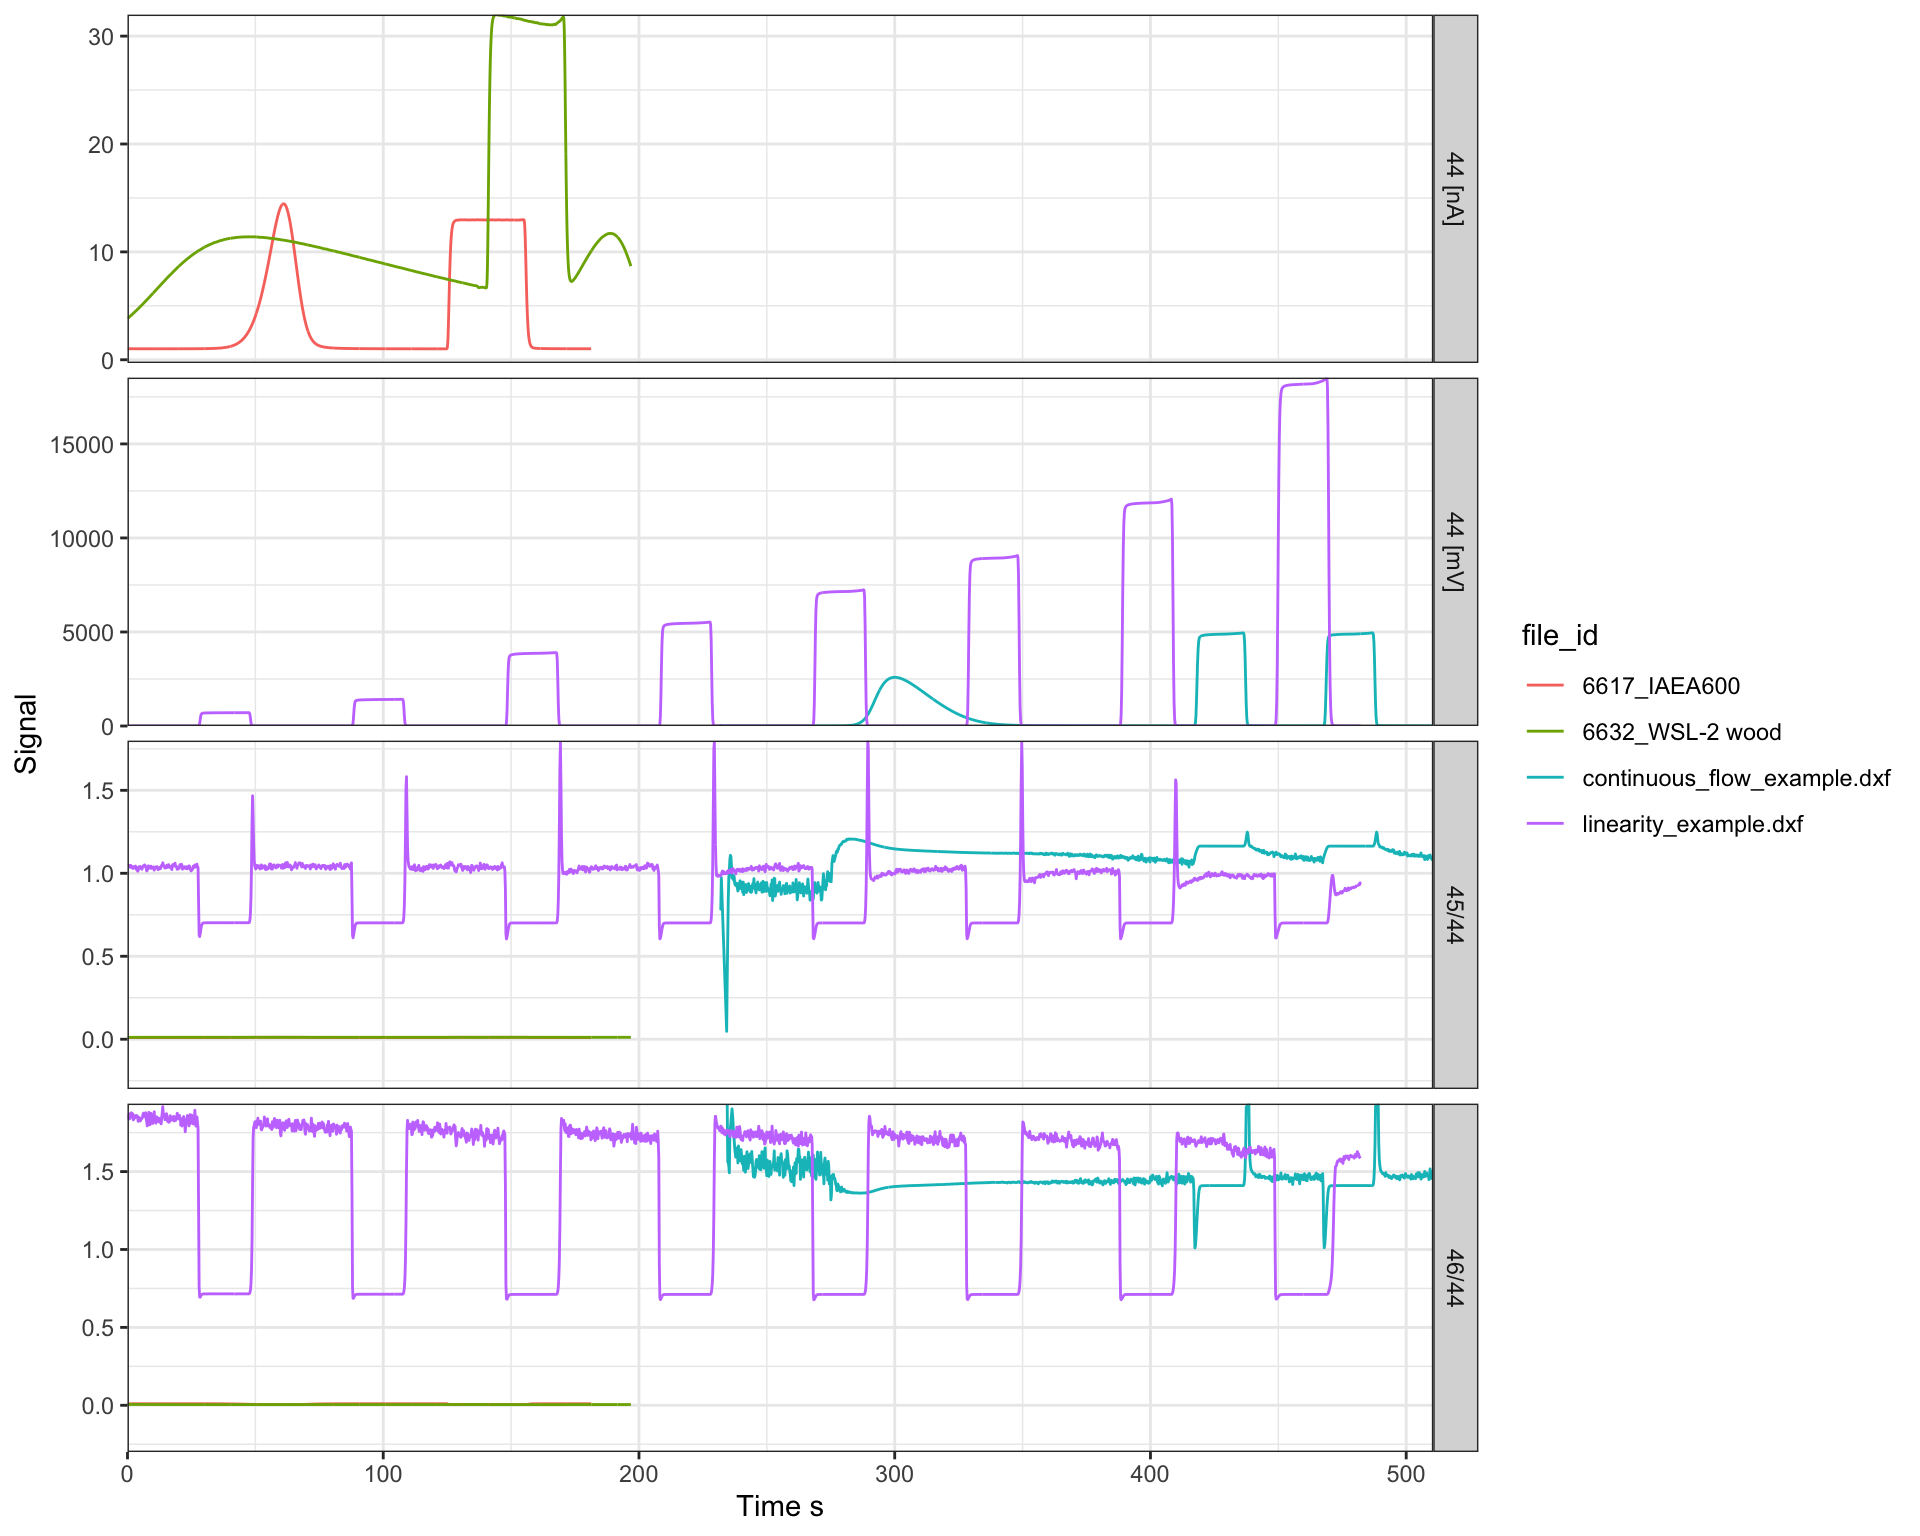 30
20
10
0
44 [nA]
15000
10000
5000
0
44 [mV]
1.5
1.0
0.5
0.0
45/44
1.5
1.0
0.5
0.0
46/44
0 100 200 300 400 500
Time s
Signal
file_id
6617_IAEA600
6632_WSL-2 wood
continuous_flow_example.dxf
linearity_example.dxf